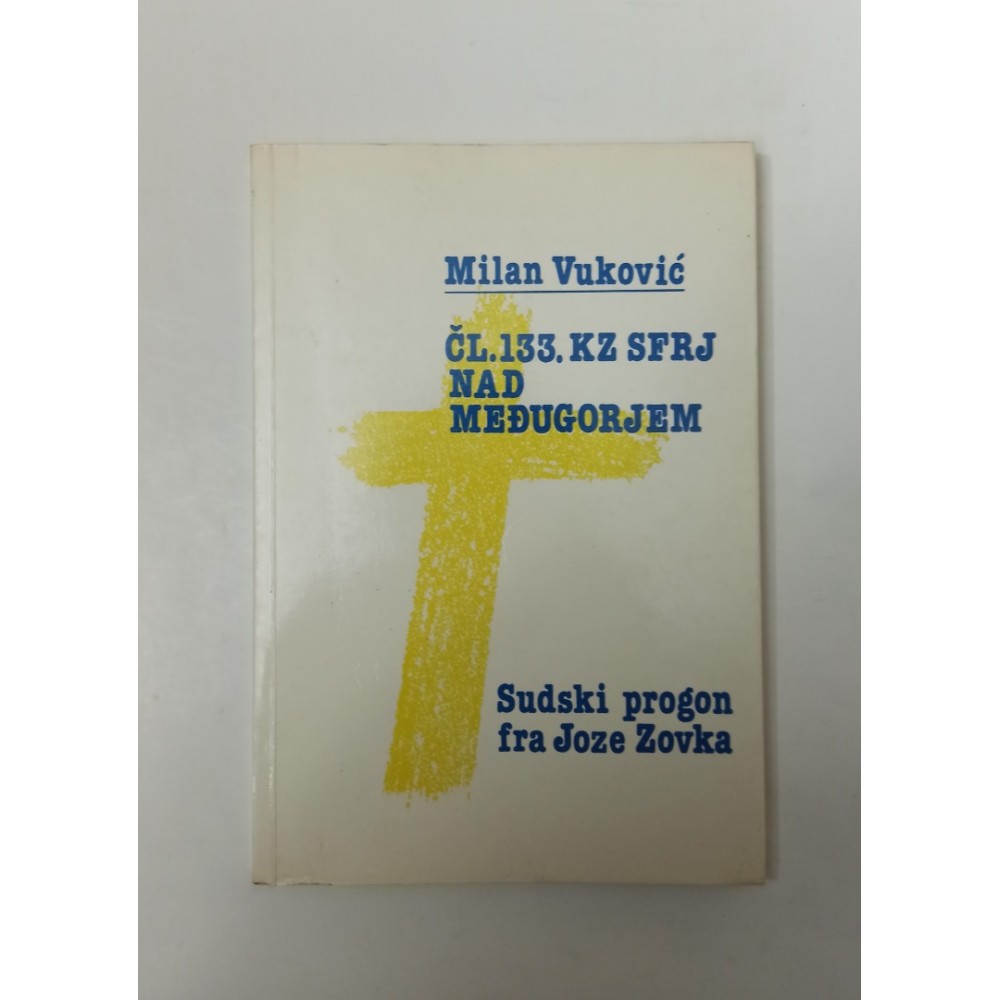 Milan Vuković
ČL.133. KZ SFRJ
NAD
MEĐUGORJEM
Sudski progon
fra Joze Zovka